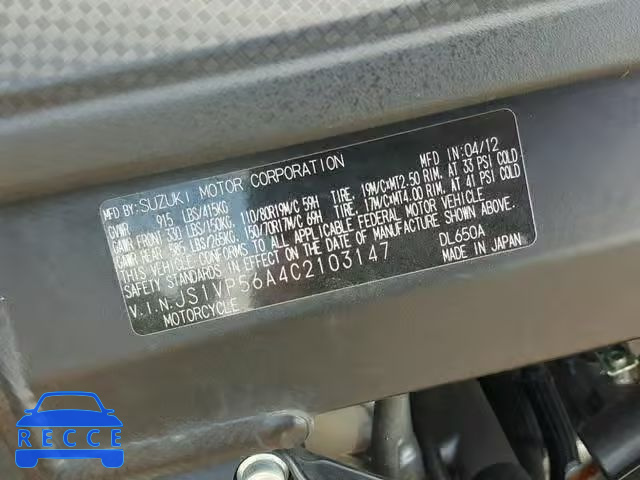 MFD BY:SUZUKI MOTOR CORPORATION MFD IN:04/12
GVWR 915 LBS/415KG
GAWR FRONT 330 LBS/150KG 110/80R19M/C 59H TIRE 19M/CxMT2.50 RIM. AT 33 PSI COLD
GAWR REAR 585 LBS/265KG 150/70R17M/C 69H TIRE 17M/CxMT4.00 RIM. AT 41 PSI COLD
THIS VEHICLE CONFORMS TO ALL APPLICABLE FEDERAL MOTOR VEHICLE
SAFETY STANDARDS IN EFFECT ON THE DATE OF MANUFACTURE SHOWN ABOVE.
V.I.N. JS1VP56A4C2103147 DL650A
MOTORCYCLE MADE IN JAPAN
RECCE